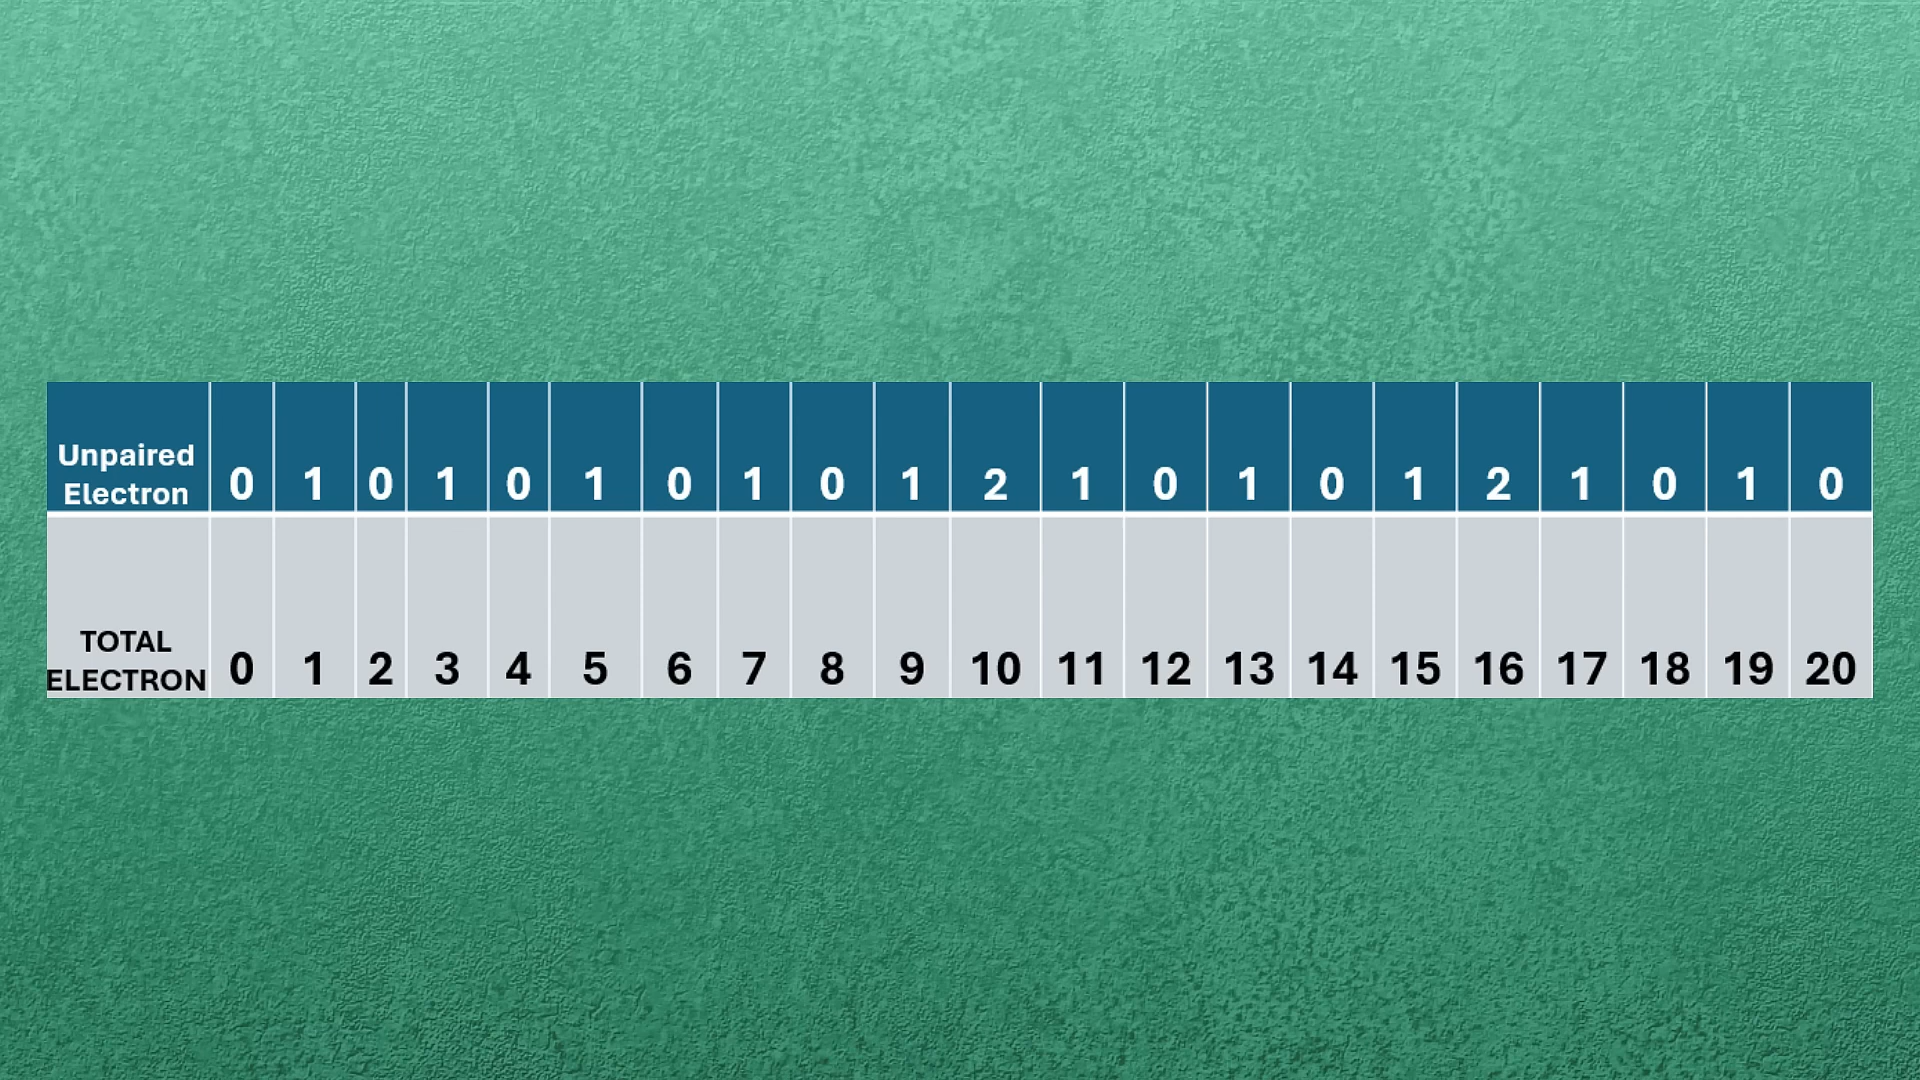 Unpaired
Electron 0 1 0 1 0 1 0 1 0 1 2 1 0 1 0 1 2 1 0 1 0
TOTAL
ELECTRON 0 1 2 3 4 5 6 7 8 9 10 11 12 13 14 15 16 17 18 19 20